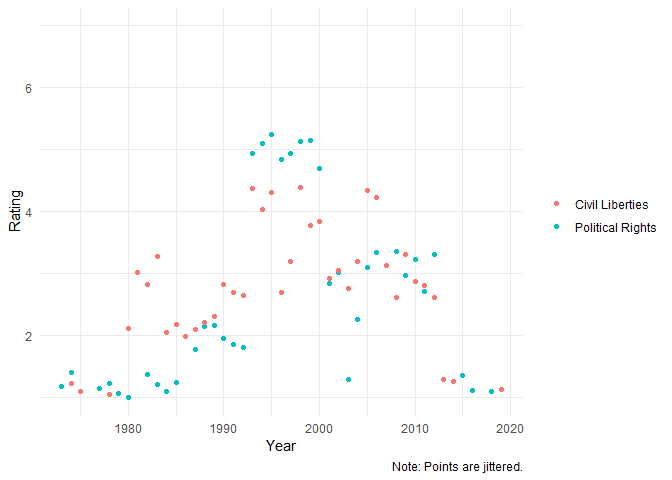 6
4
2
Rating
1980 1990 2000 2010 2020
Year
Civil Liberties
Political Rights
Note: Points are jittered.